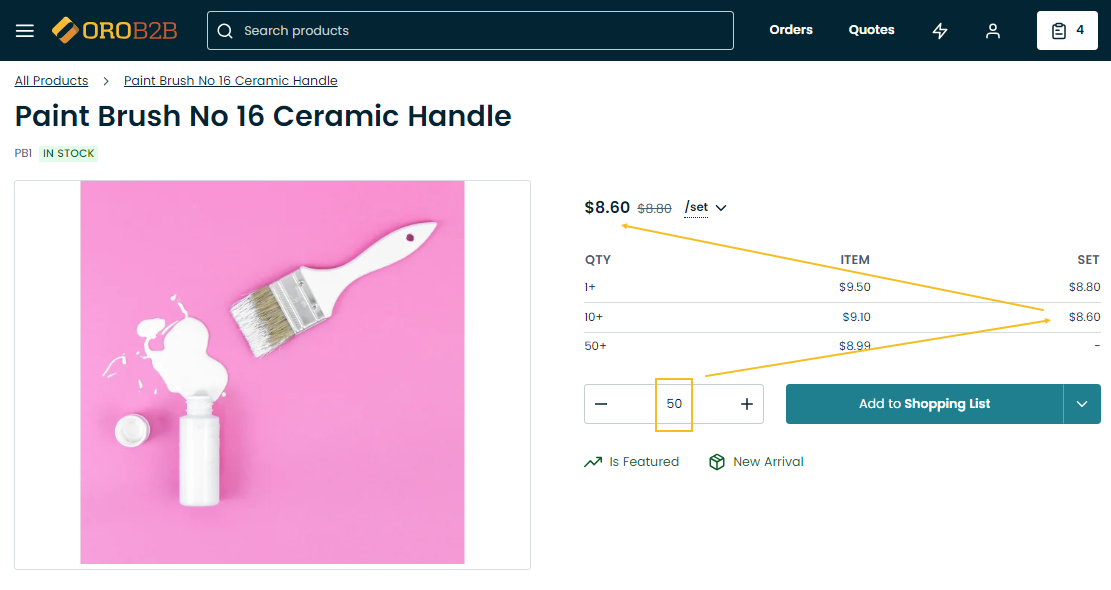 OROB2B Search products Orders Quotes 4
All Products > Paint Brush No 16 Ceramic Handle
Paint Brush No 16 Ceramic Handle
PB1 IN STOCK
$8.60 $8.80 /set
QTY ITEM SET
1+ $9.50 $8.80
10+ $9.10 $8.60
50+ $8.99 -
− 50 + Add to Shopping List
Is Featured New Arrival